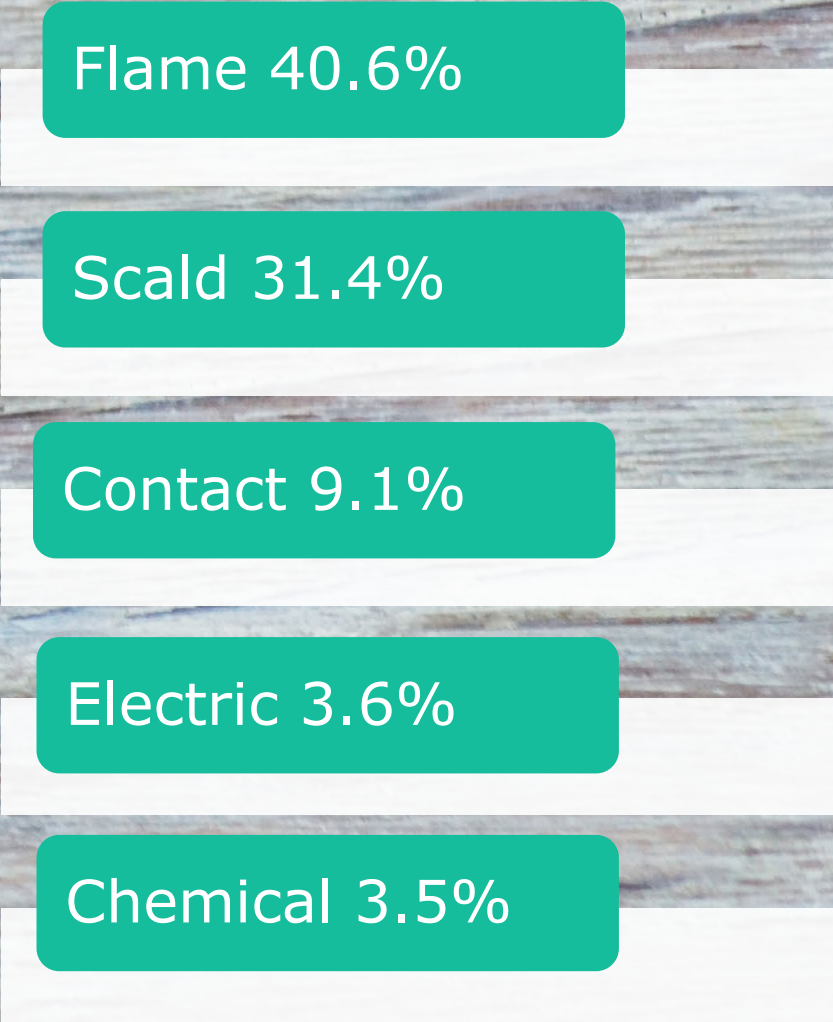 Flame 40.6%
Scald 31.4%
Contact 9.1%
Electric 3.6%
Chemical 3.5%